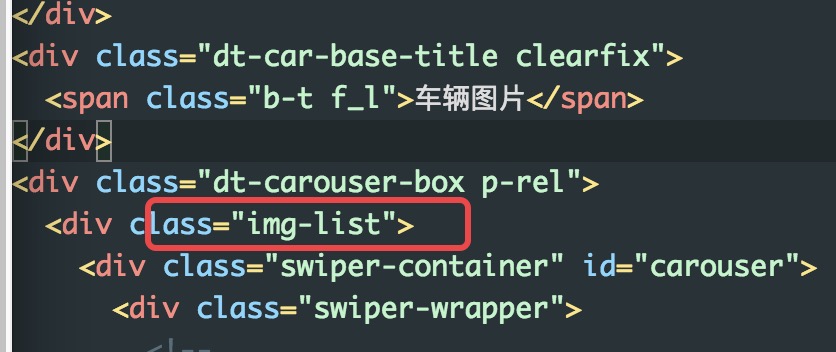 </div>
<div class="dt-car-base-title clearfix">
<span class="b-t f_l">车辆图片</span>
</div>
<div class="dt-carouser-box p-rel">
<div class="img-list">
<div class="swiper-container" id="carouser">
<div class="swiper-wrapper">
<!--